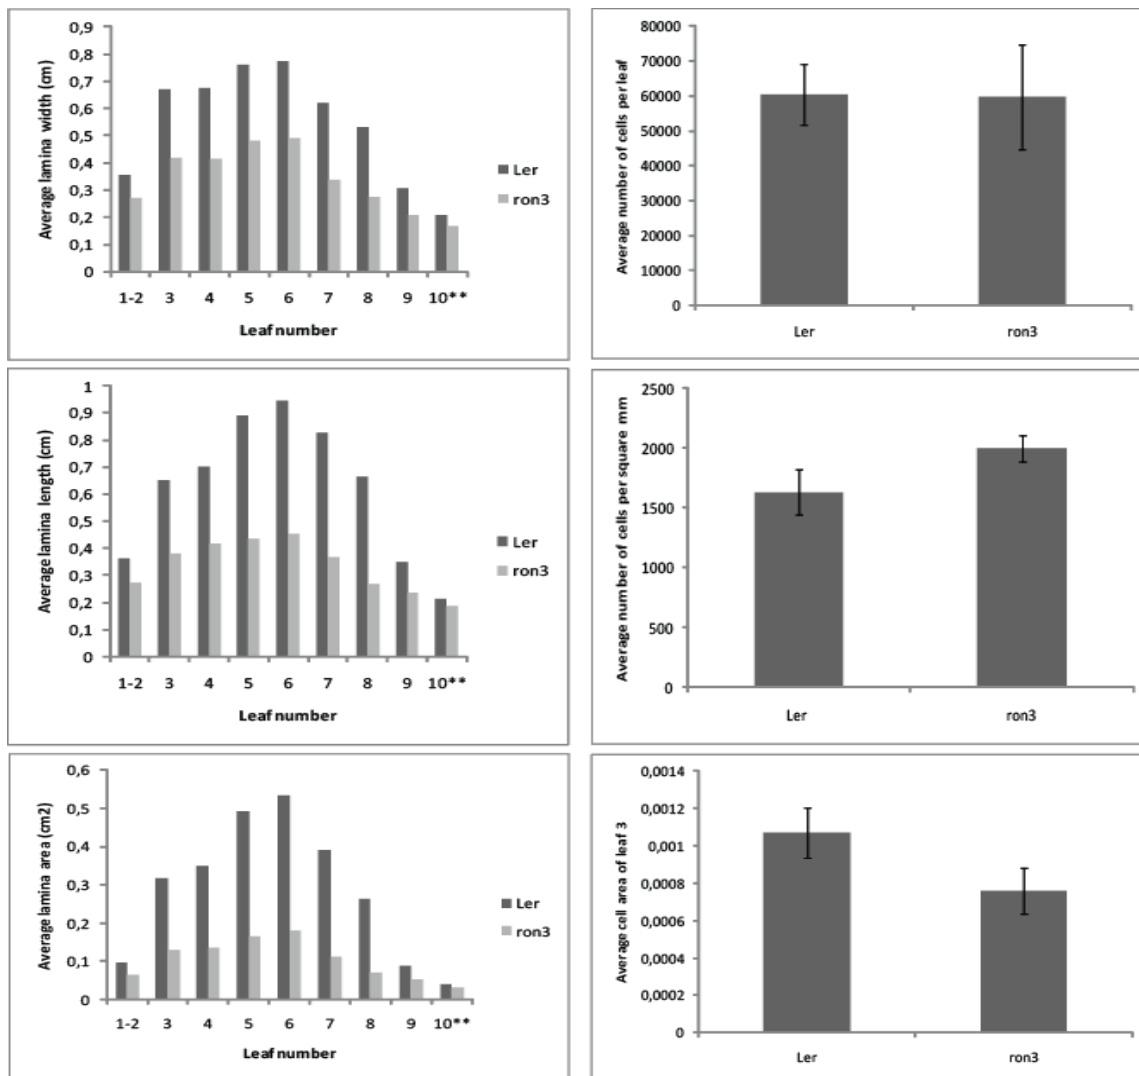 Average lamina width (cm)
0,9
0,8
0,7
0,6
0,5
0,4
0,3
0,2
0,1
0
1-2 3 4 5 6 7 8 9 10**
Leaf number
Ler
ron3
Average number of cells per leaf
80000
70000
60000
50000
40000
30000
20000
10000
0
Ler ron3
Average lamina length (cm)
1
0,9
0,8
0,7
0,6
0,5
0,4
0,3
0,2
0,1
0
1-2 3 4 5 6 7 8 9 10**
Leaf number
Ler
ron3
Average number of cells per square mm
2500
2000
1500
1000
500
0
Ler ron3
Average lamina area (cm2)
0,6
0,5
0,4
0,3
0,2
0,1
0
1-2 3 4 5 6 7 8 9 10**
Leaf number
Ler
ron3
Average cell area of leaf 3
0,0014
0,0012
0,001
0,0008
0,0006
0,0004
0,0002
0
Ler ron3